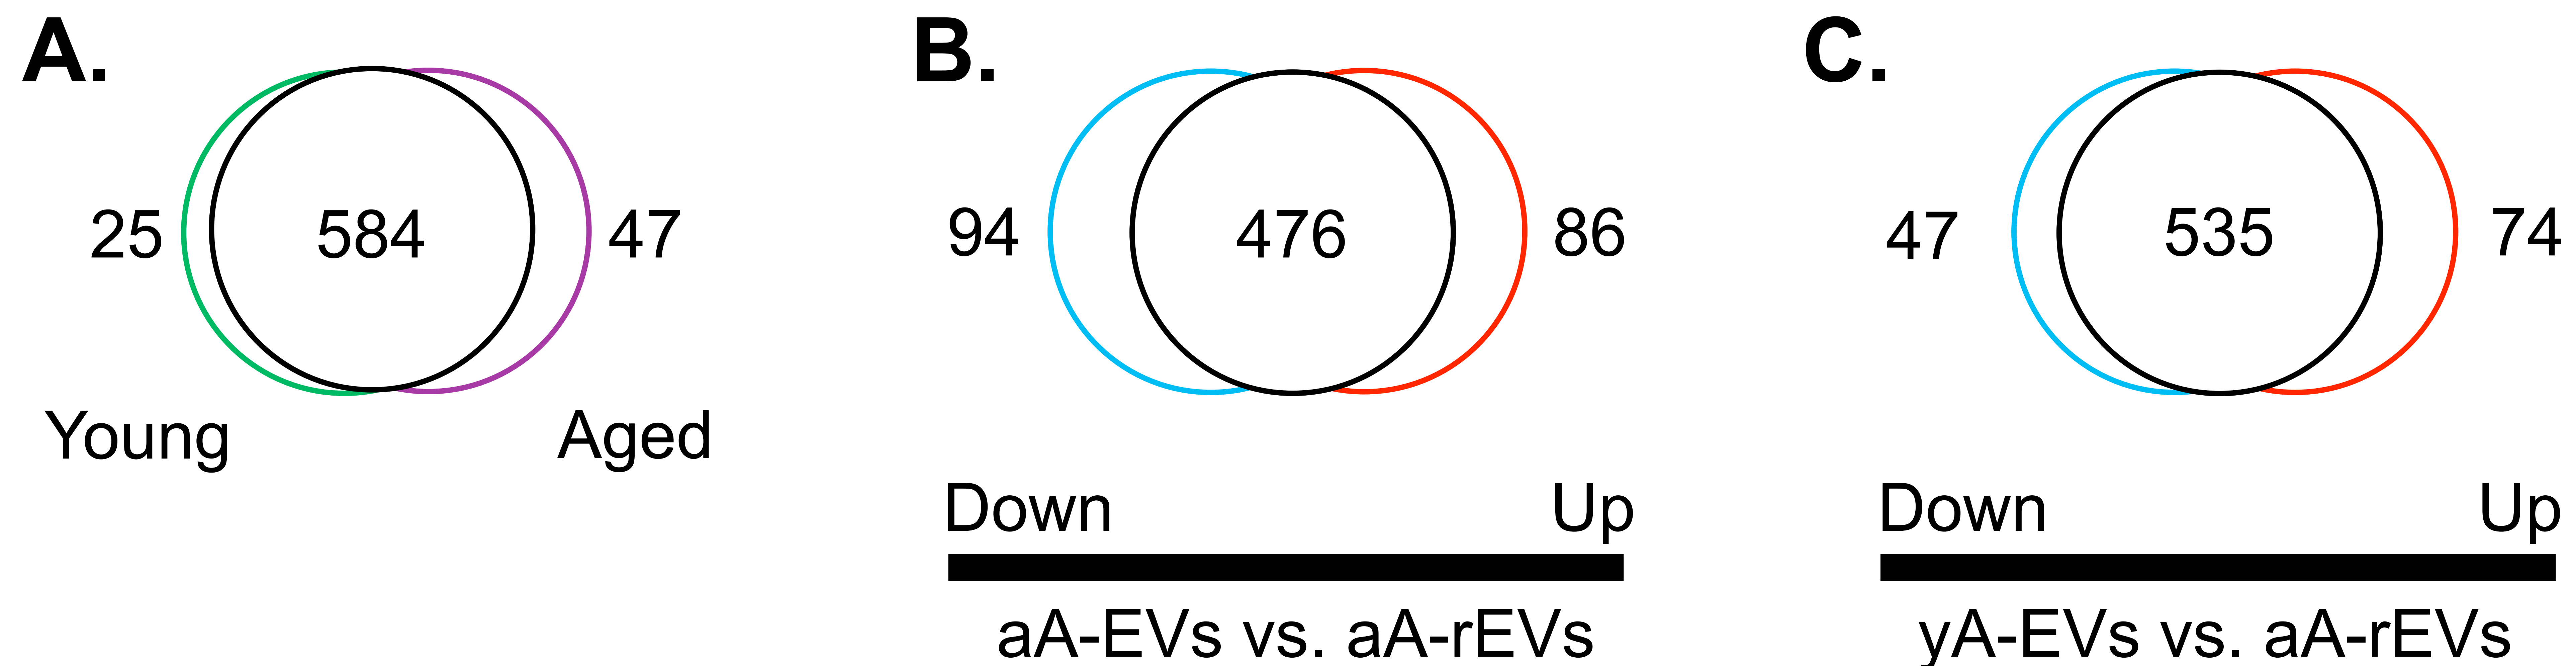 A.
25 584 47
Young Aged
B.
94 476 86
Down Up
aA-EVs vs. aA-rEVs
C.
47 535 74
Down Up
yA-EVs vs. aA-rEVs